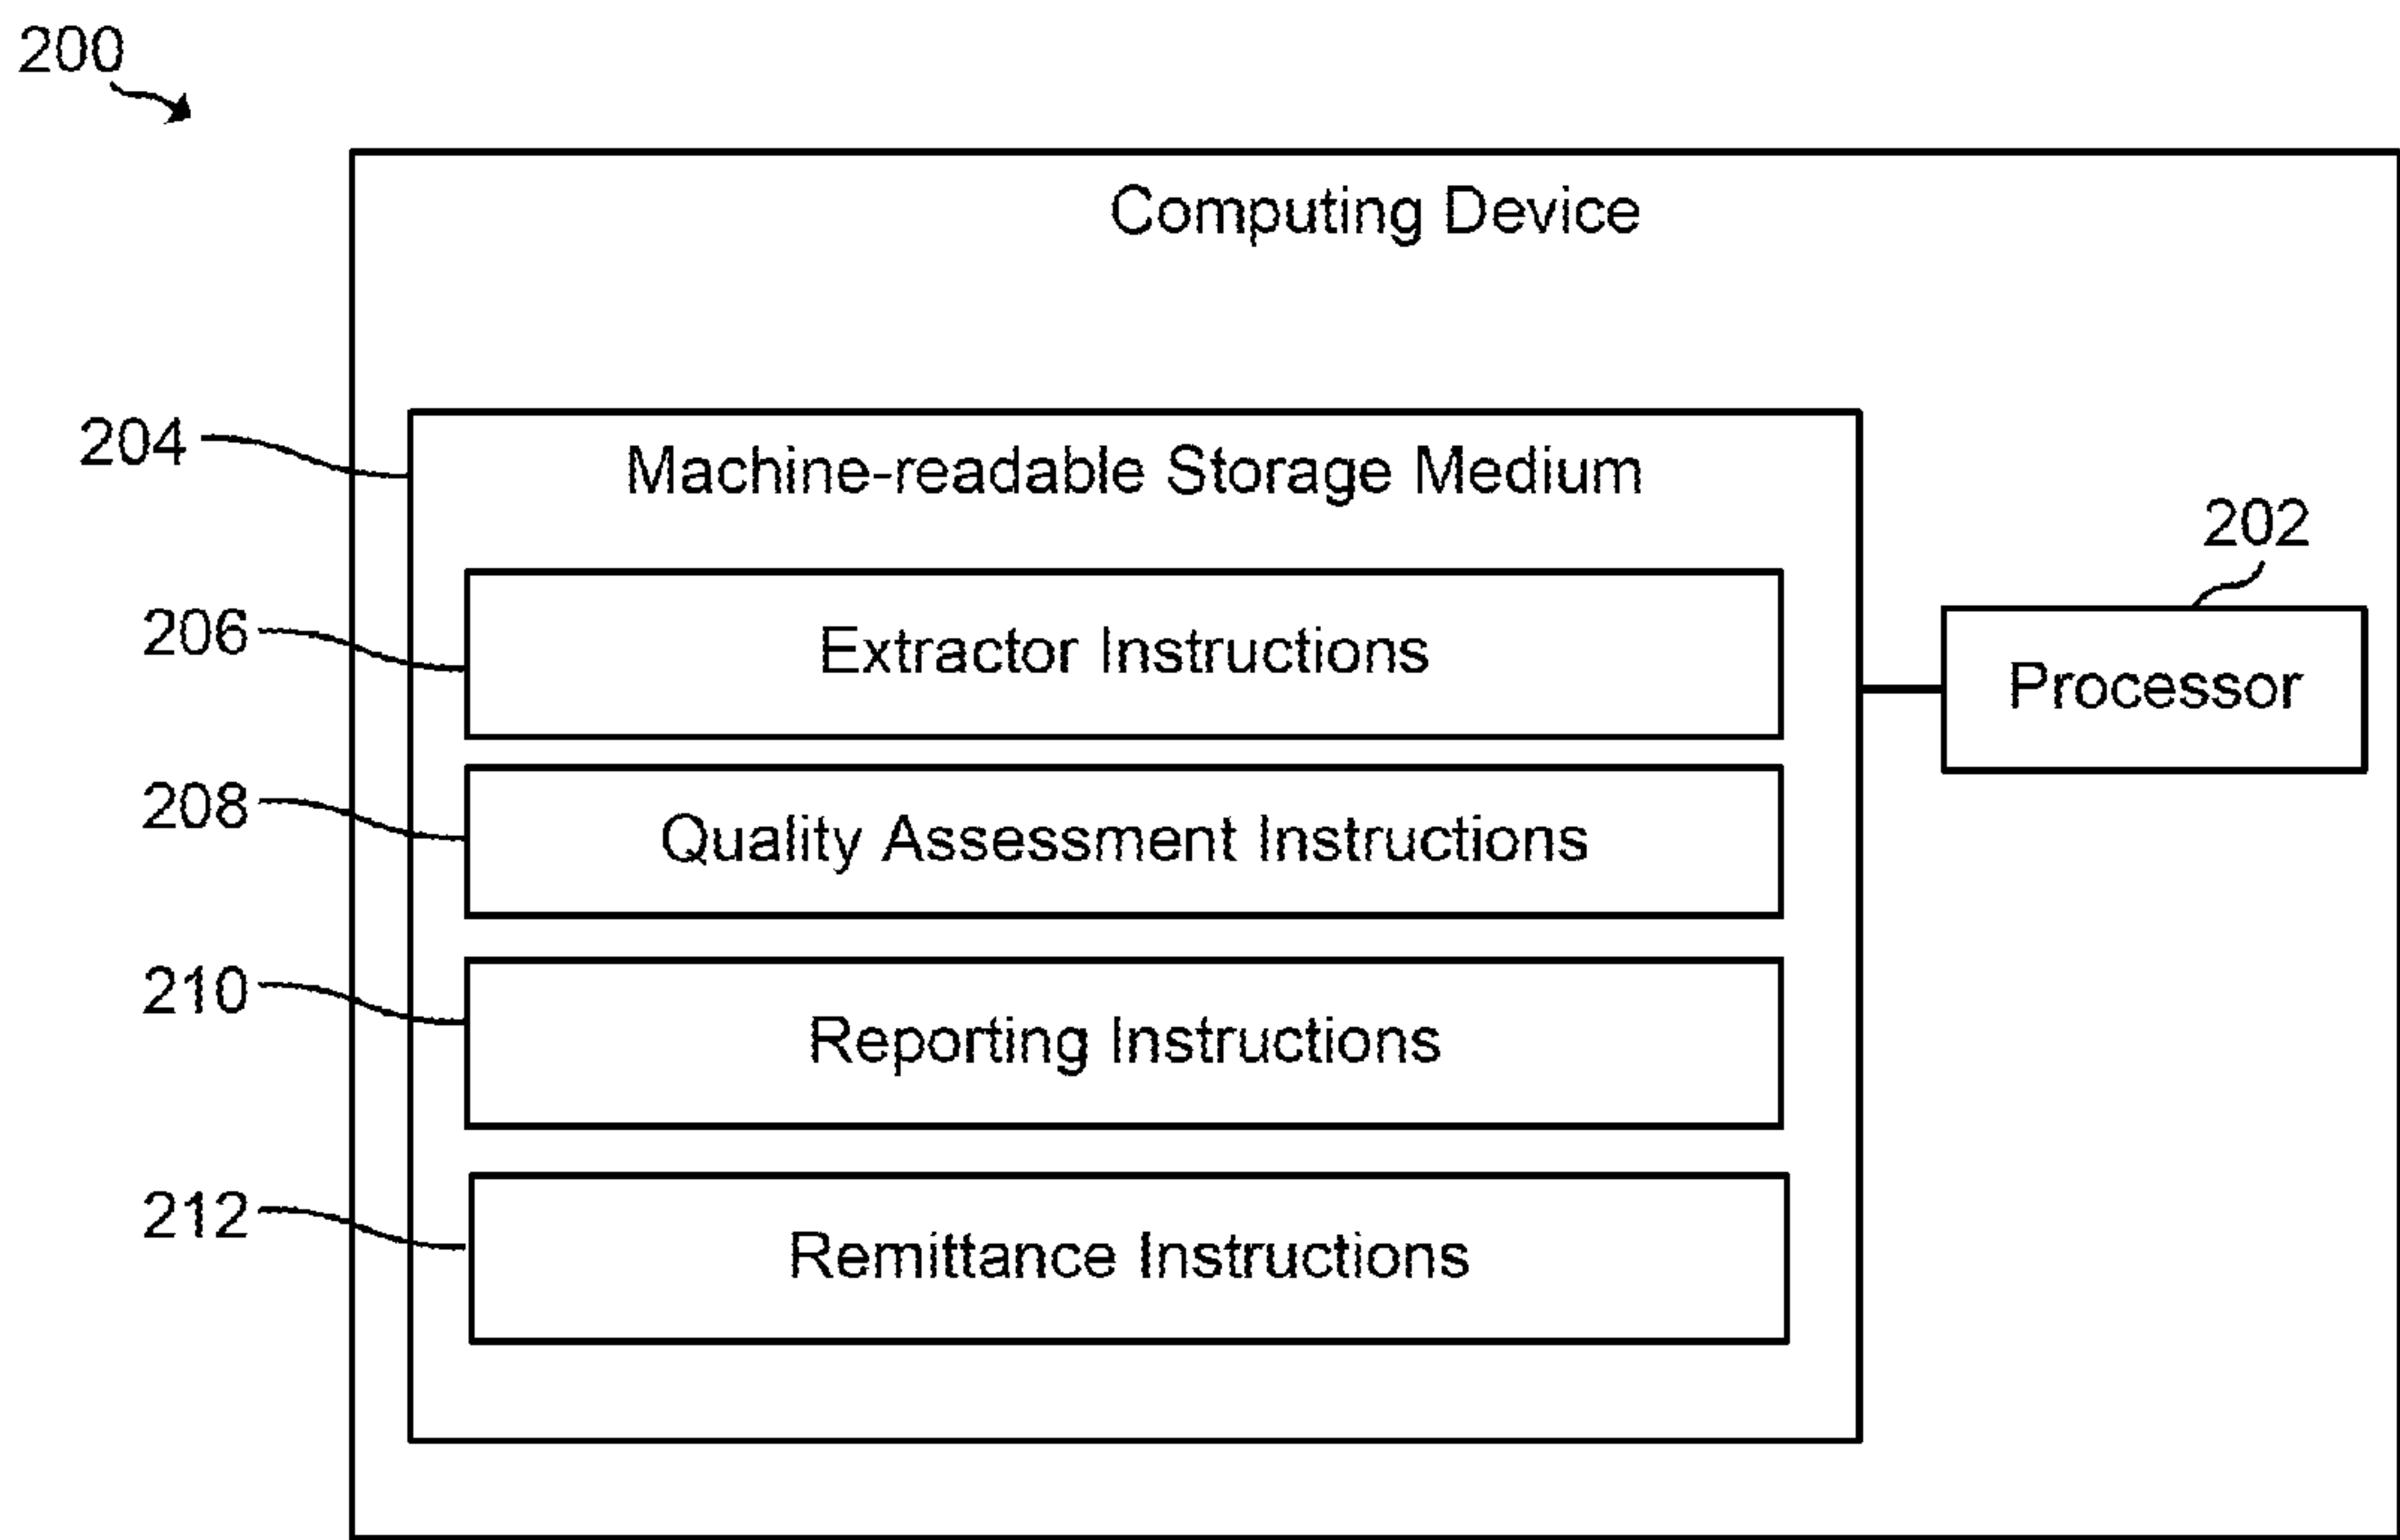 200
Computing Device
204
Machine-readable Storage Medium
202
206
Extractor Instructions
Processor
208
Quality Assessment Instructions
210
Reporting Instructions
212
Remittance Instructions